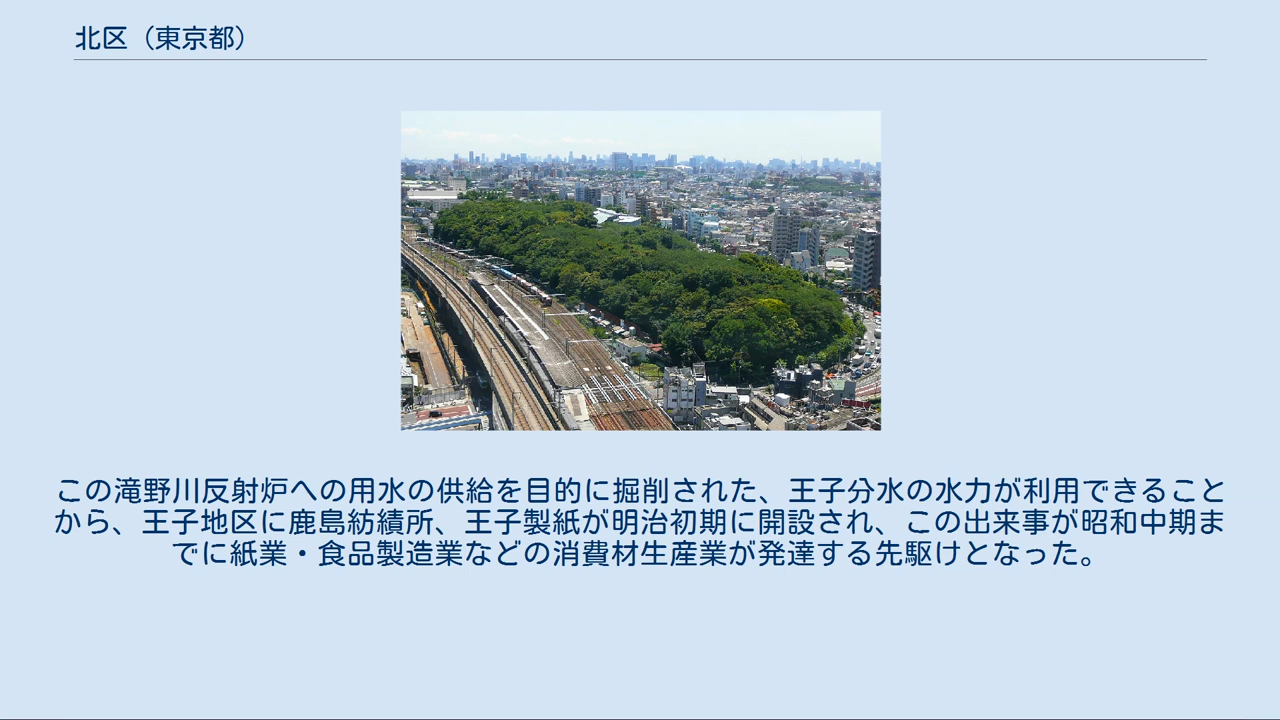 北区（東京都）
この滝野川反射炉への用水の供給を目的に掘削された、王子分水の水力が利用できること
から、王子地区に鹿島紡績所、王子製紙が明治初期に開設され、この出来事が昭和中期ま
でに紙業・食品製造業などの消費材生産業が発達する先駆けとなった。